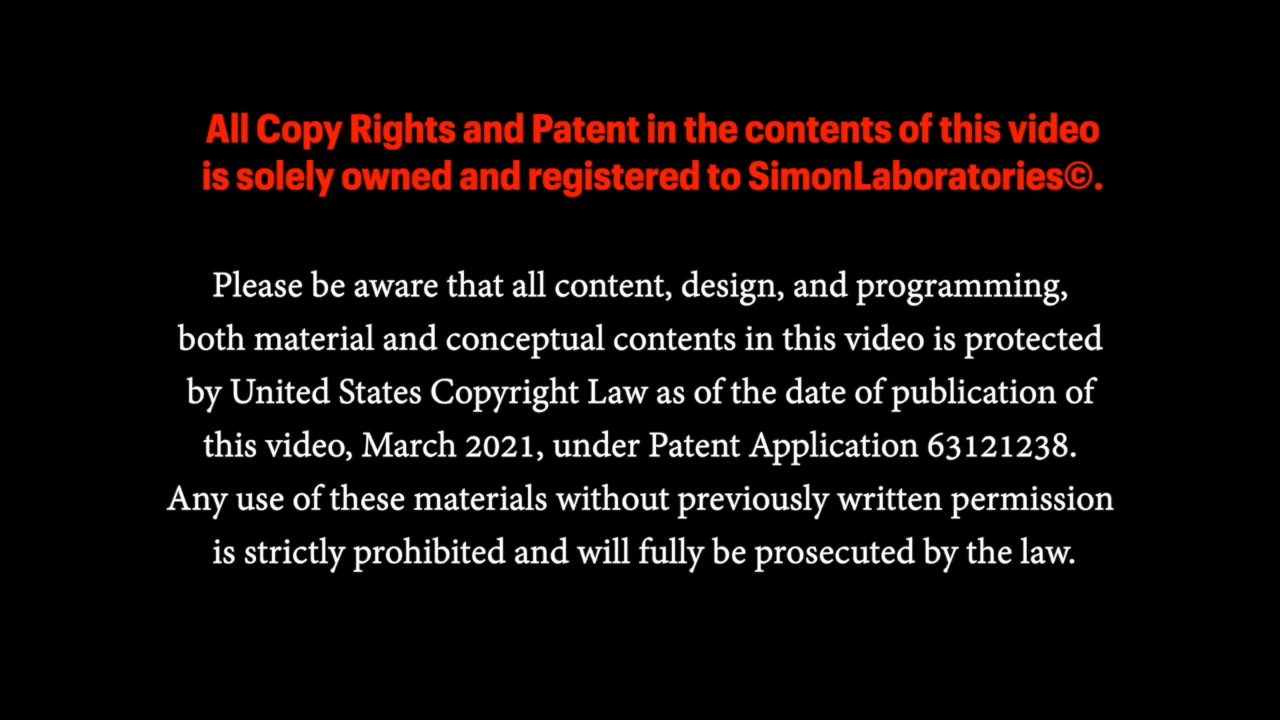 All Copy Rights and Patent in the contents of this video
is solely owned and registered to SimonLaboratories©.
Please be aware that all content, design, and programming,
both material and conceptual contents in this video is protected
by United States Copyright Law as of the date of publication of
this video, March 2021, under Patent Application 63121238.
Any use of these materials without previously written permission
is strictly prohibited and will fully be prosecuted by the law.